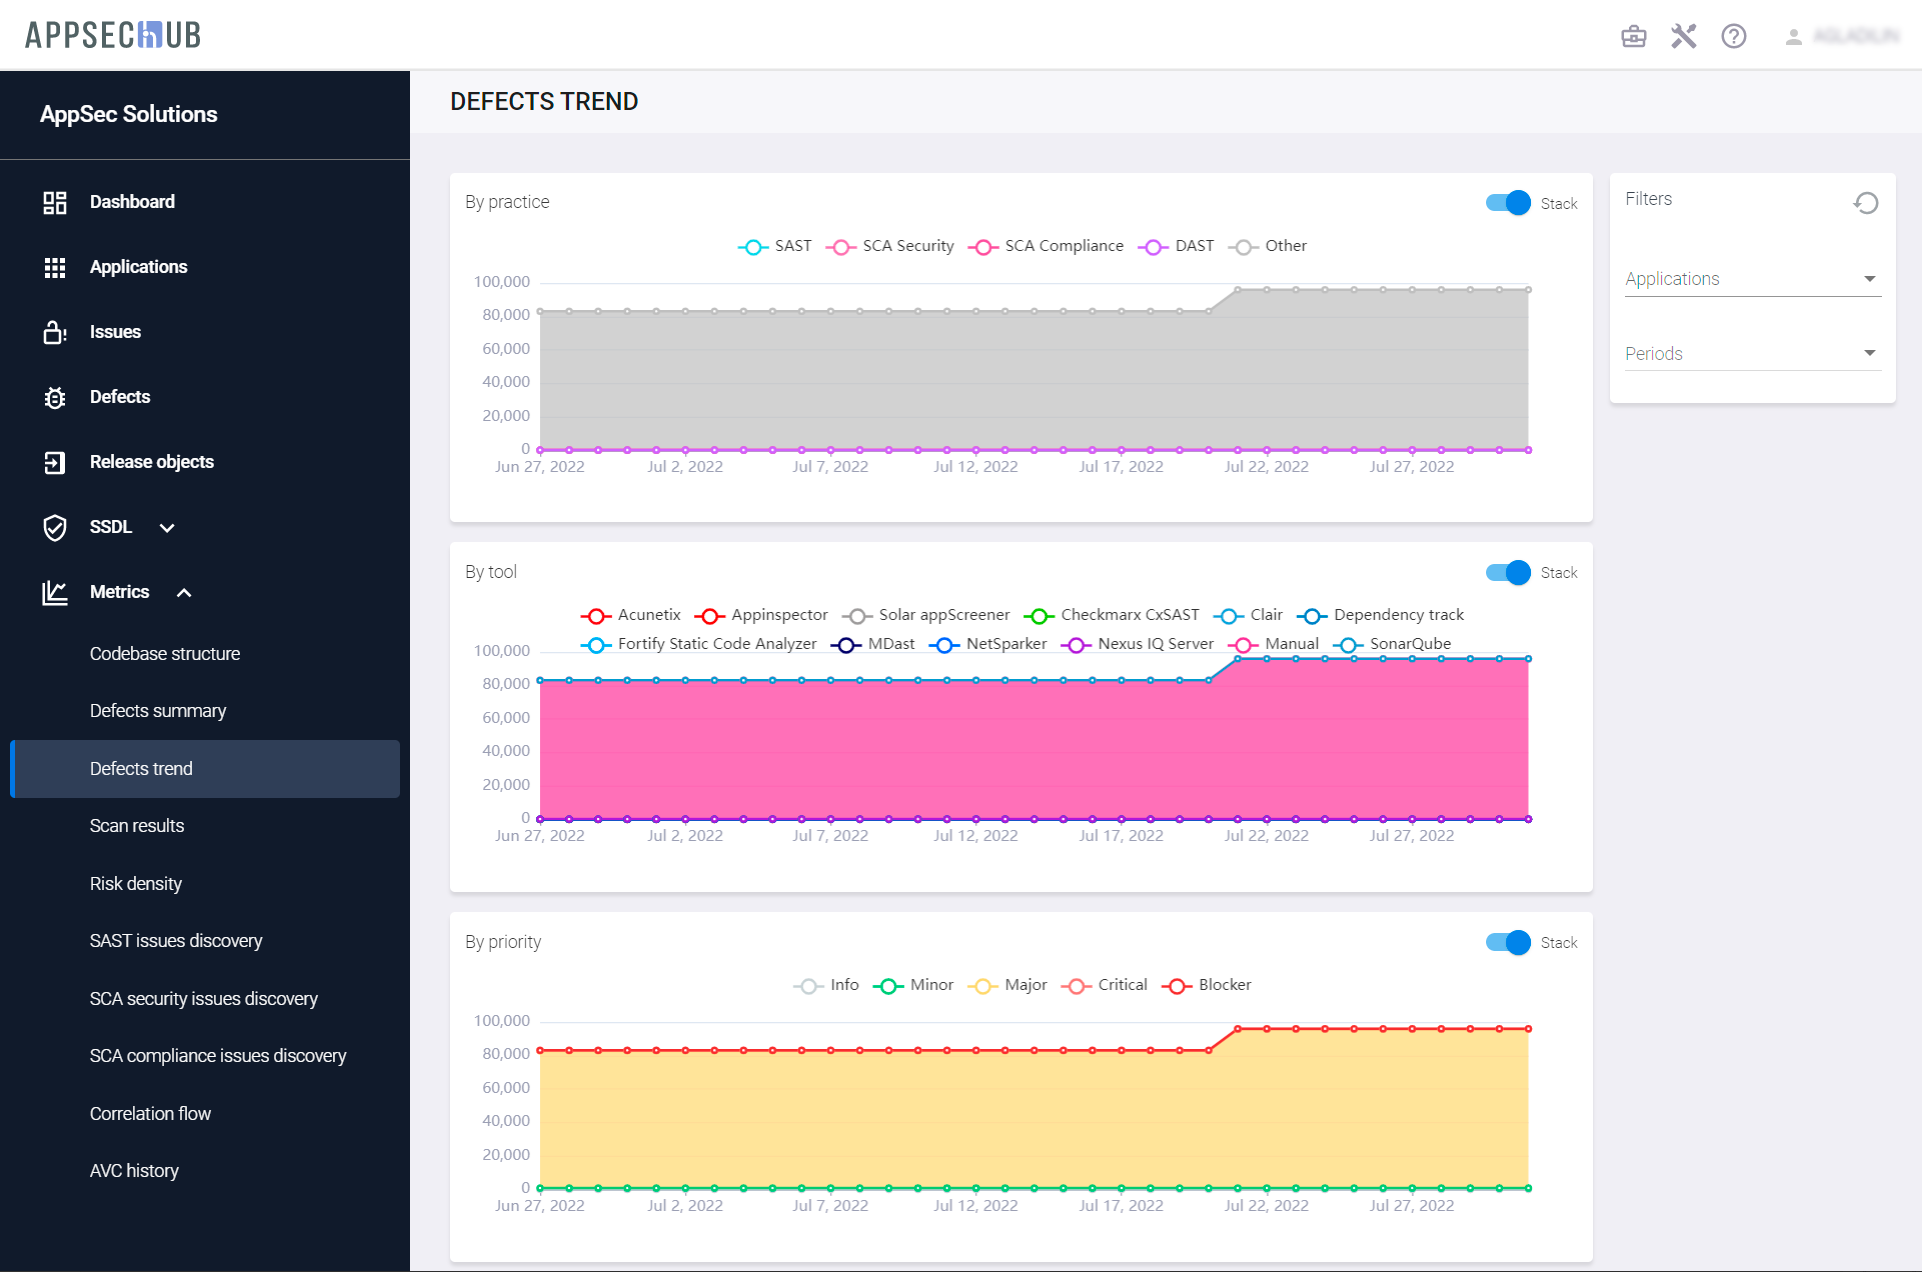 APPSECHUB
AppSec Solutions
Dashboard
Applications
Issues
Defects
Release objects
SSDL
Metrics
Codebase structure
Defects summary
Defects trend
Scan results
Risk density
SAST issues discovery
SCA security issues discovery
SCA compliance issues discovery
Correlation flow
AVC history
DEFECTS TREND
By practice
Stack
SAST SCA Security SCA Compliance DAST Other
100,000
80,000
60,000
40,000
20,000
0
Jun 27, 2022 Jul 2, 2022 Jul 7, 2022 Jul 12, 2022 Jul 17, 2022 Jul 22, 2022 Jul 27, 2022
By tool
Stack
Acunetix Appinspector Solar appScreener Checkmarx CxSAST Clair Dependency track
Fortify Static Code Analyzer MDast NetSparker Nexus IQ Server Manual SonarQube
100,000
80,000
60,000
40,000
20,000
0
Jun 27, 2022 Jul 2, 2022 Jul 7, 2022 Jul 12, 2022 Jul 17, 2022 Jul 22, 2022 Jul 27, 2022
By priority
Stack
Info Minor Major Critical Blocker
100,000
80,000
60,000
40,000
20,000
0
Jun 27, 2022 Jul 2, 2022 Jul 7, 2022 Jul 12, 2022 Jul 17, 2022 Jul 22, 2022 Jul 27, 2022
Filters
Applications
Periods